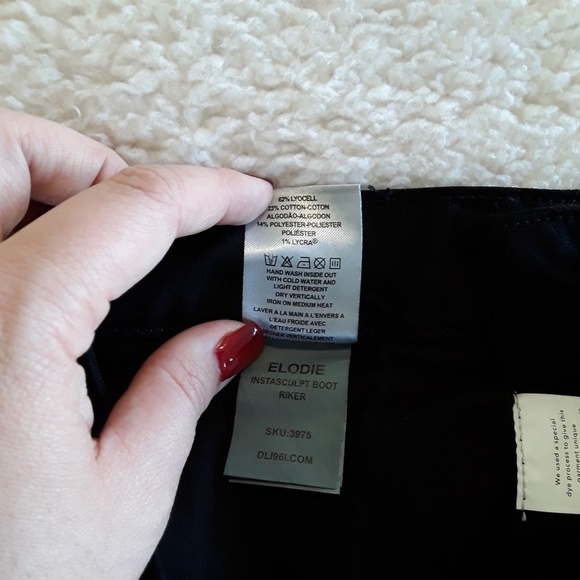 62% LYOCELL
23% COTTON-COTON
ALGODÃO-ALGODON
14% POLYESTER-POLIESTER
POLIÉSTER
1% LYCRA®
HAND WASH INSIDE OUT
WITH COLD WATER AND
LIGHT DETERGENT
DRY VERTICALLY
IRON ON MEDIUM HEAT
LAVER A LA MAIN A L'ENVERS A
L'EAU FROIDE AVEC
DETERGENT LEGER
VERTICALEMENT
ELODIE
INSTASCULPT BOOT
RIKER
SKU:3975
DL1961.COM
We used a special
dye process to give this
garment unique